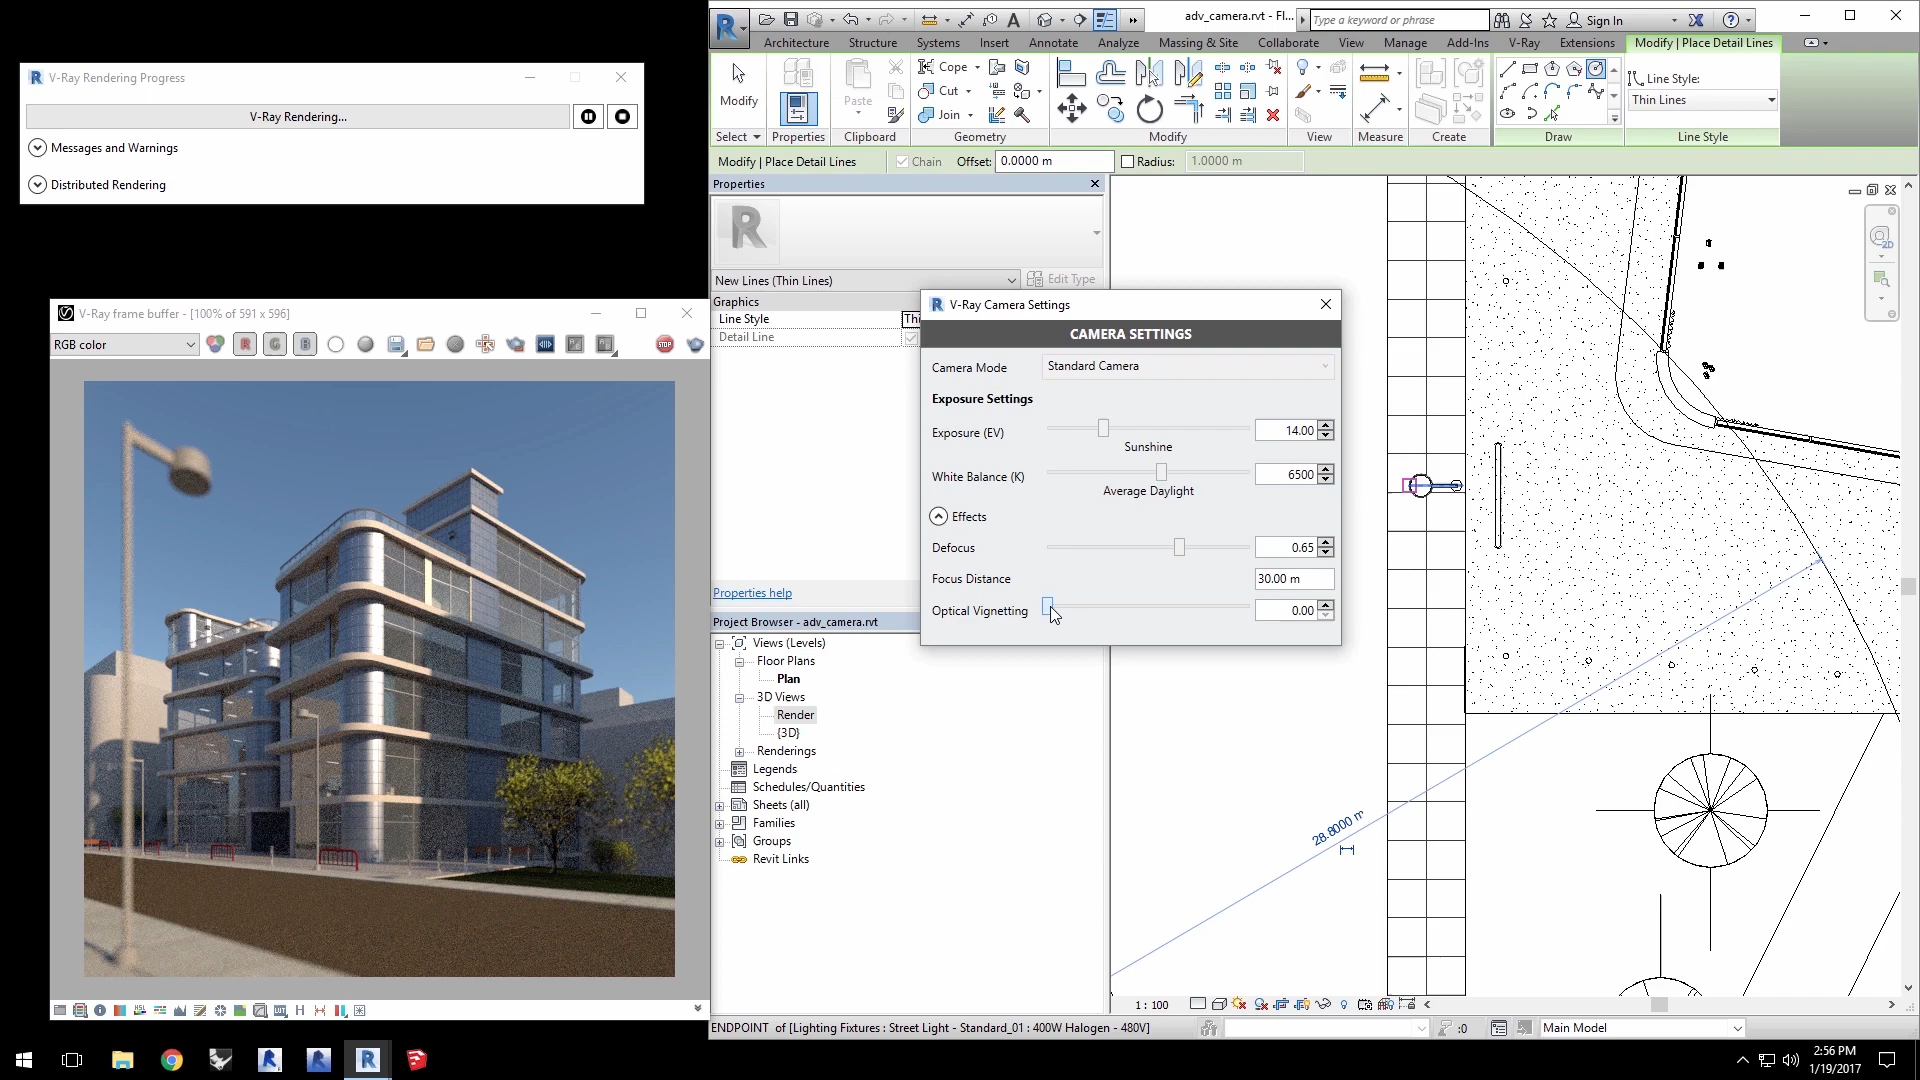 V-Ray Rendering Progress
V-Ray Rendering...
Messages and Warnings
Distributed Rendering
V-Ray frame buffer - [100% of 591 x 596]
RGB color
R
G
B
STOP
adv_camera.rvt - Fl...
Type a keyword or phrase
Sign In
Architecture
Structure
Systems
Insert
Annotate
Analyze
Massing & Site
Collaborate
View
Manage
Add-Ins
V-Ray
Extensions
Modify | Place Detail Lines
Modify
Cope
Cut
Join
Paste
Line Style:
Thin Lines
Select
Properties
Clipboard
Geometry
Modify
View
Measure
Create
Draw
Line Style
Modify | Place Detail Lines
Chain
Offset: 0.0000 m
Radius: 1.0000 m
Properties
New Lines (Thin Lines)
Edit Type
Graphics
Line Style
Thi
Detail Line
Properties help
Project Browser - adv_camera.rvt
Views (Levels)
Floor Plans
Plan
3D Views
Render
{3D}
Renderings
Legends
Schedules/Quantities
Sheets (all)
Families
Groups
Revit Links
V-Ray Camera Settings
CAMERA SETTINGS
Camera Mode
Standard Camera
Exposure Settings
Exposure (EV)
14.00
Sunshine
White Balance (K)
6500
Average Daylight
Effects
Defocus
0.65
Focus Distance
30.00 m
Optical Vignetting
0.00
2D
28.8000 m
1 : 100
ENDPOINT of [Lighting Fixtures : Street Light - Standard_01 : 400W Halogen - 480V]
:0
Main Model
2:56 PM
1/19/2017